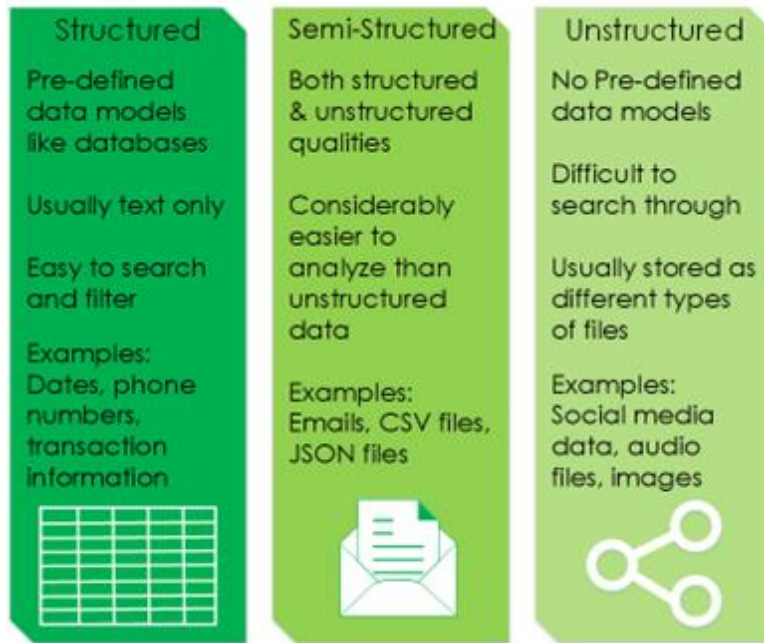 Structured
Pre-defined
data models
like databases
Usually text only
Easy to search
and filter
Examples:
Dates, phone
numbers,
transaction
information
Semi-Structured
Both structured
& unstructured
qualities
Considerably
easier to
analyze than
unstructured
data
Examples:
Emails, CSV files,
JSON files
Unstructured
No Pre-defined
data models
Difficult to
search through
Usually stored as
different types
of files
Examples:
Social media
data, audio
files, images